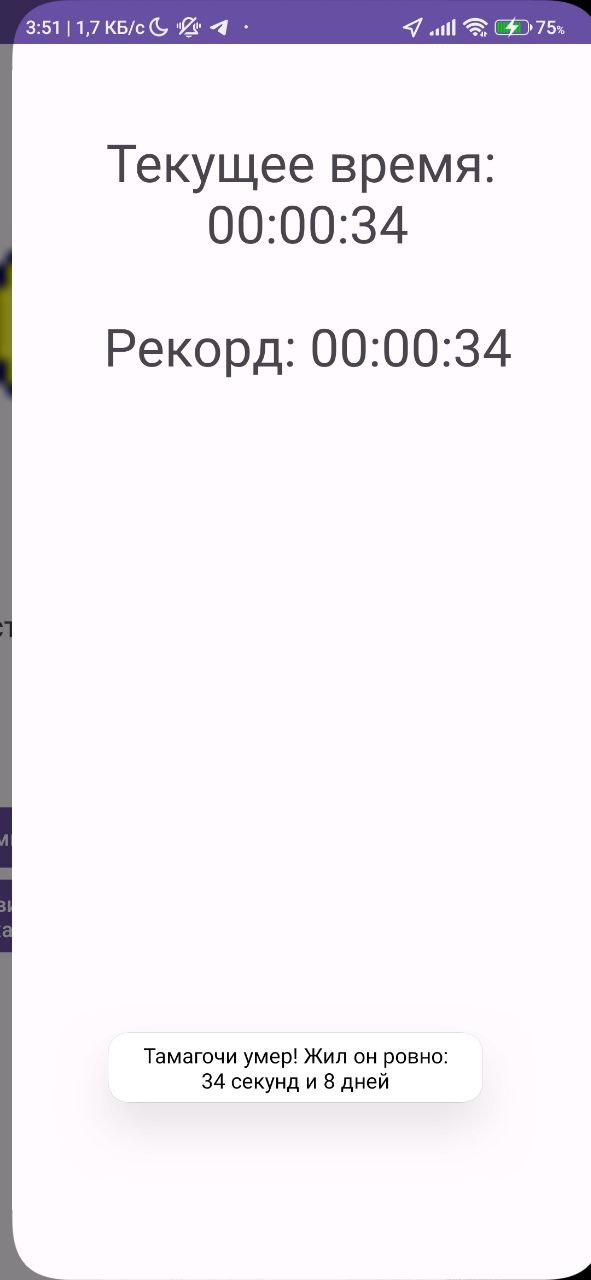 3:51 | 1,7 КБ/с 75%
Текущее время:
00:00:34
Рекорд: 00:00:34
ст
Тамагочи умер! Жил он ровно:
34 секунд и 8 дней